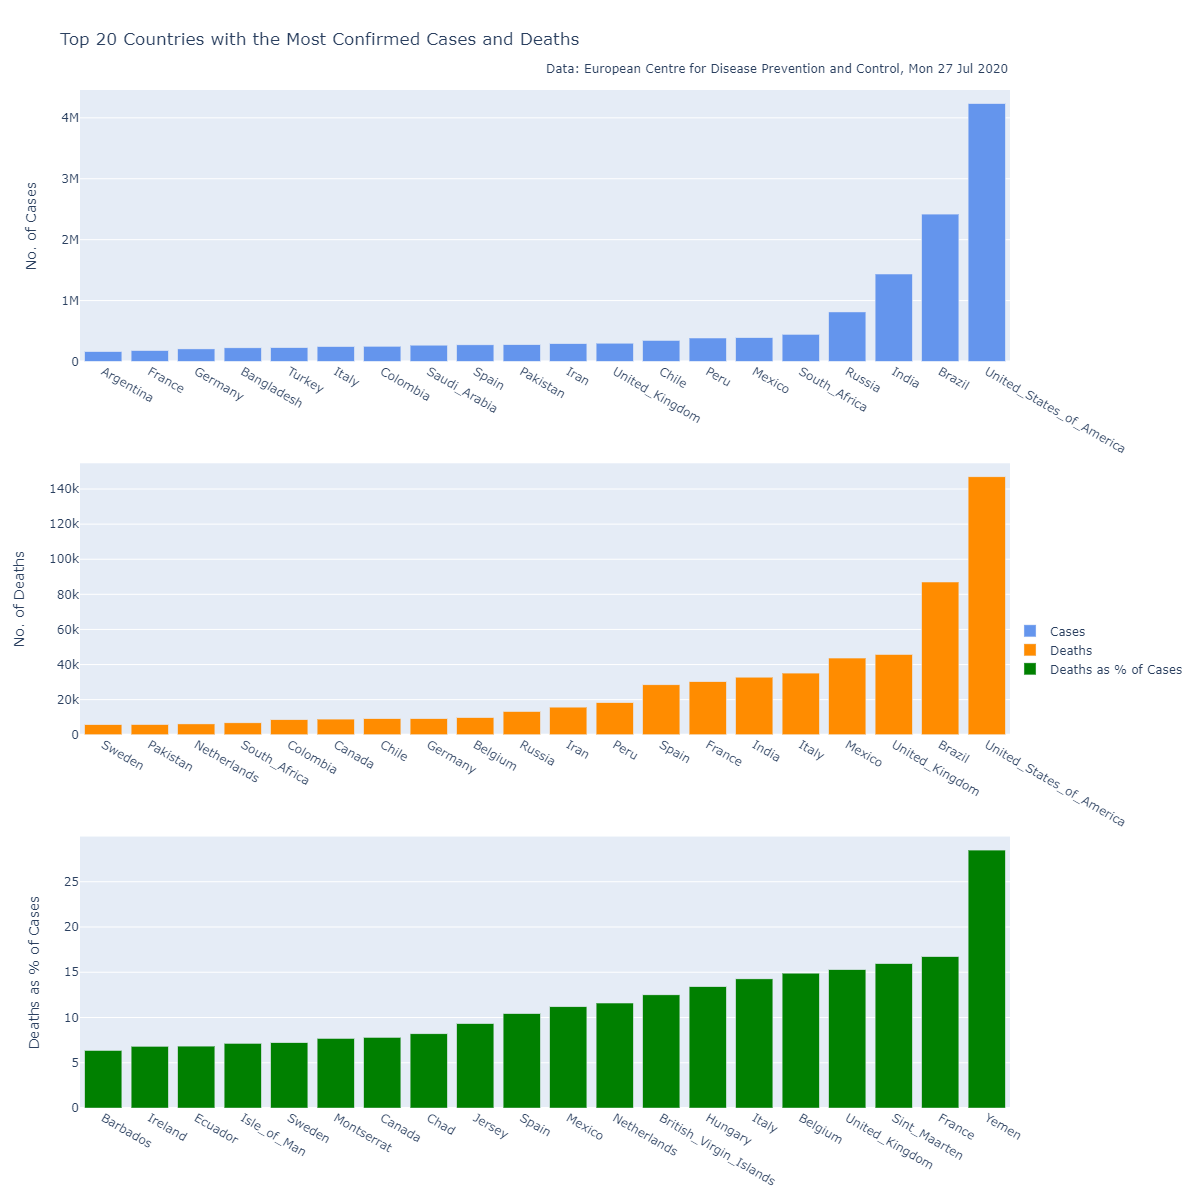 Top 20 Countries with the Most Confirmed Cases and Deaths
Data: European Centre for Disease Prevention and Control, Mon 27 Jul 2020
No. of Cases
4M
3M
2M
1M
0
Argentina
France
Germany
Bangladesh
Turkey
Italy
Colombia
Saudi_Arabia
Spain
Pakistan
Iran
United_Kingdom
Chile
Peru
Mexico
South_Africa
Russia
India
Brazil
United_States_of_America
No. of Deaths
140k
120k
100k
80k
60k
40k
20k
0
Sweden
Pakistan
Netherlands
South_Africa
Colombia
Canada
Chile
Germany
Belgium
Russia
Iran
Peru
Spain
France
India
Italy
Mexico
United_Kingdom
Brazil
United_States_of_America
Cases
Deaths
Deaths as % of Cases
Deaths as % of Cases
25
20
15
10
5
0
Barbados
Ireland
Ecuador
Isle_of_Man
Sweden
Montserrat
Canada
Chad
Jersey
Spain
Mexico
Netherlands
British_Virgin_Islands
Hungary
Italy
Belgium
United_Kingdom
Sint_Maarten
France
Yemen